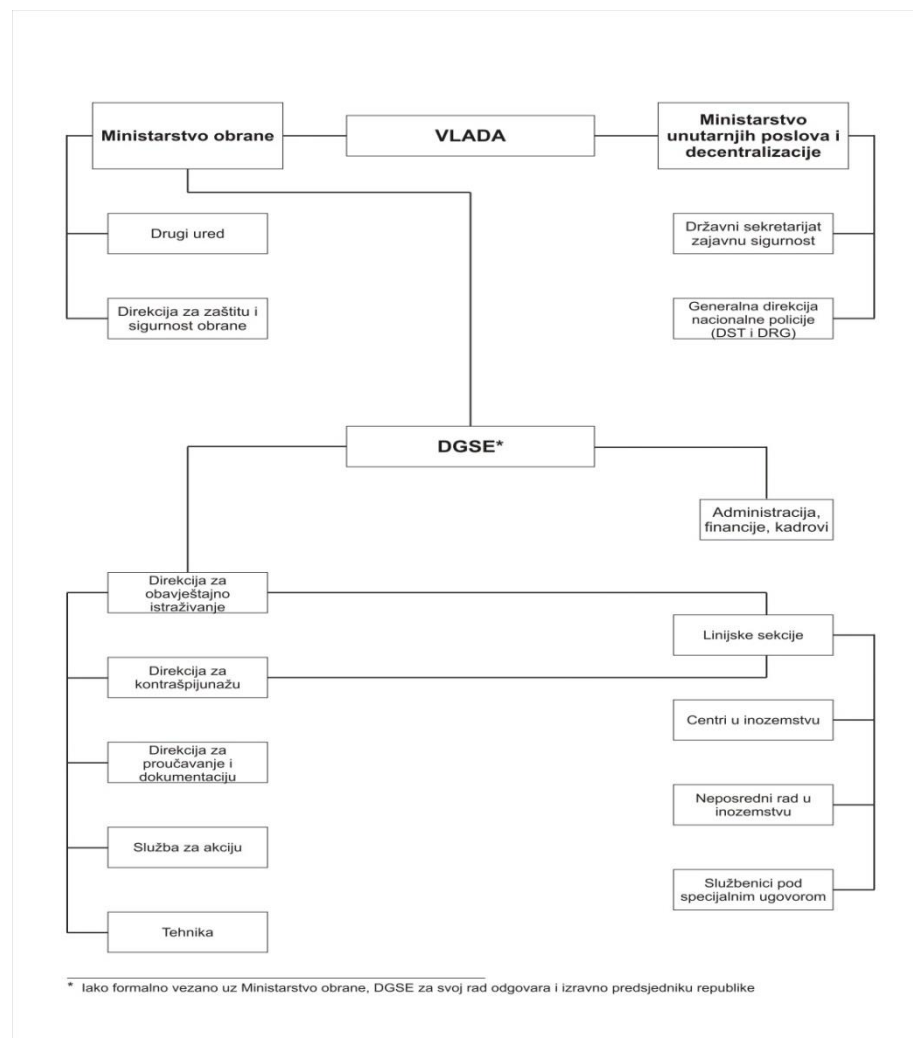 Ministarstvo obrane
VLADA
Ministarstvo
unutarnjih poslova i
decentralizacije
Drugi ured
Državni sekretarijat
zajavnu sigurnost
Direkcija za zaštitu i
sigurnost obrane
Generalna direkcija
nacionalne policije
(DST i DRG)
DGSE*
Administracija,
financije, kadrovi
Direkcija za
obavještajno
istraživanje
Linijske sekcije
Direkcija za
kontrašpijunažu
Centri u inozemstvu
Direkcija za
proučavanje i
dokumentaciju
Neposredni rad u
inozemstvu
Služba za akciju
Službenici pod
specijalnim ugovorom
Tehnika
* Iako formalno vezano uz Ministarstvo obrane, DGSE za svoj rad odgovara i izravno predsjedniku republike